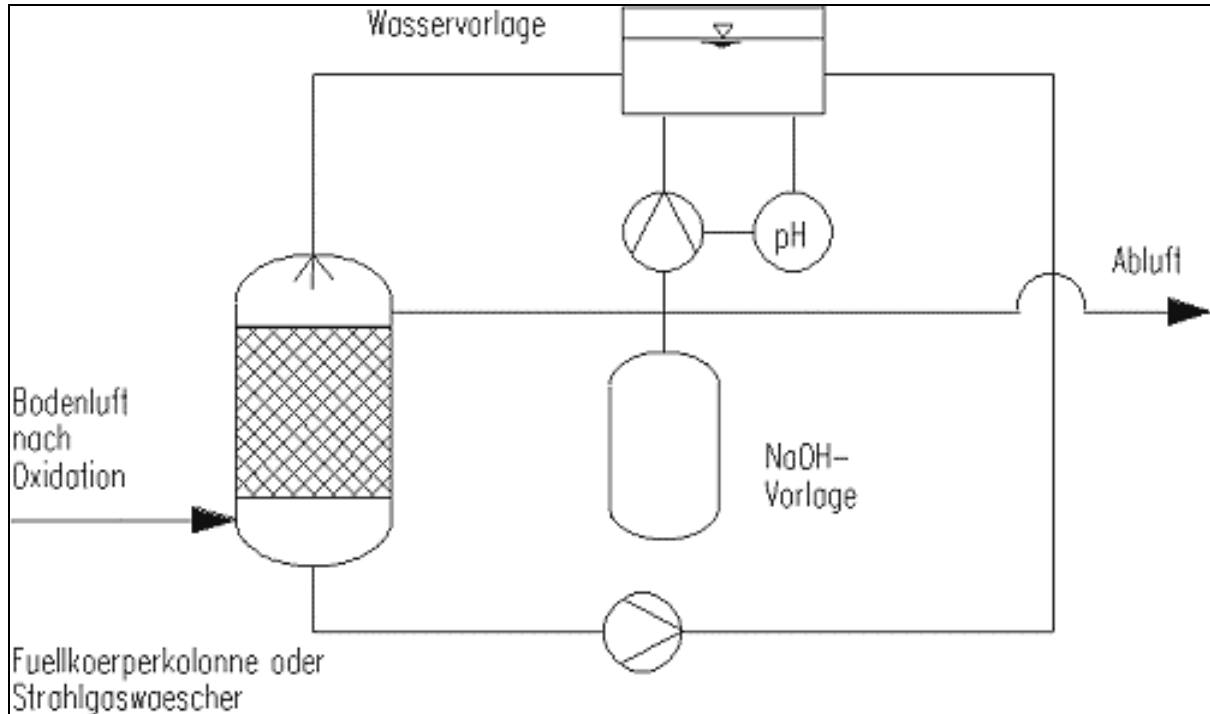 Wasservorlage
pH
Abluft
Bodenluft
nach
Oxidation
NaOH-
Vorlage
Fuellkoerperkolonne oder
Strahlgaswaescher